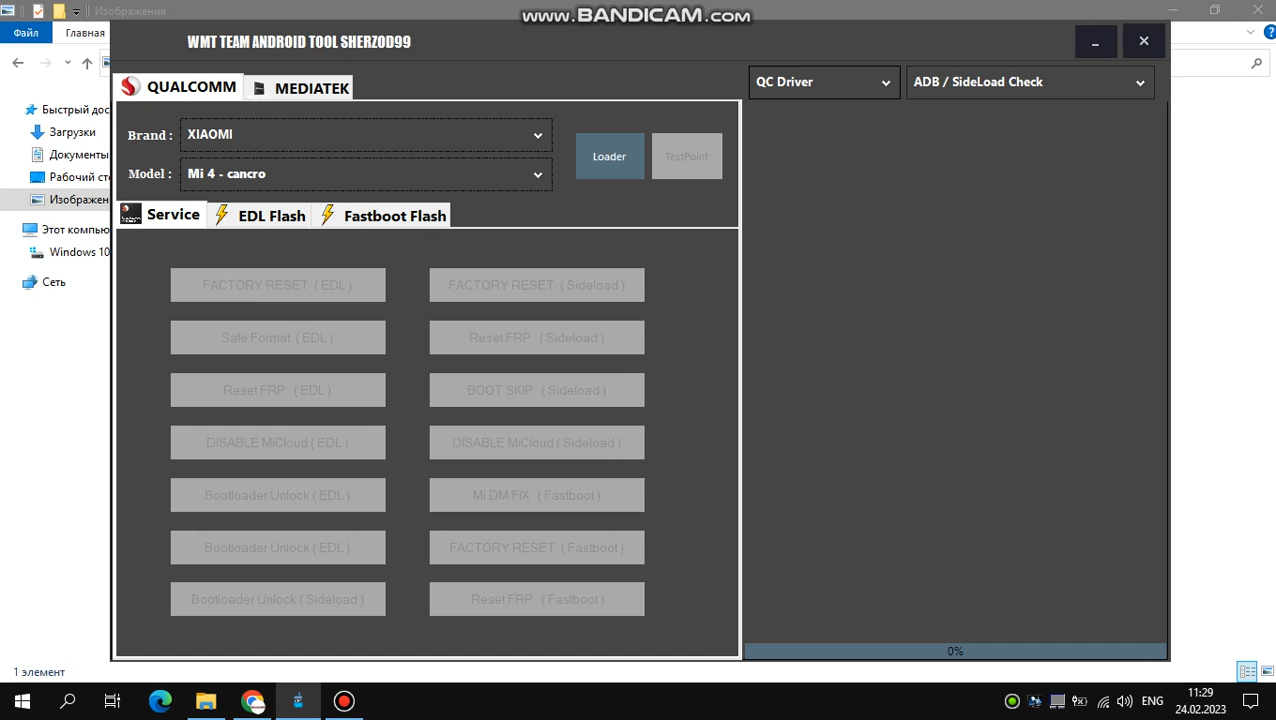 Изображения
www.BANDICAM.com
Файл
Главная
WMT TEAM ANDROID TOOL SHERZOD99
QUALCOMM
MEDIATEK
QC Driver
ADB / SideLoad Check
Brand :
XIAOMI
Model :
Mi 4 - cancro
Loader
TestPoint
Service
EDL Flash
Fastboot Flash
FACTORY RESET ( EDL )
FACTORY RESET ( Sideload )
Safe Format ( EDL )
Reset FRP ( Sideload )
Reset FRP ( EDL )
BOOT SKIP ( Sideload )
DISABLE MiCloud ( EDL )
DISABLE MiCloud ( Sideload )
Bootloader Unlock ( EDL )
Mi DM FIX ( Fastboot )
Bootloader Unlock ( EDL )
FACTORY RESET ( Fastboot )
Bootloader Unlock ( Sideload )
Reset FRP ( Fastboot )
0%
Быстрый дос
Загрузки
Документы
Рабочий сто
Изображен
Этот компью
Windows 10
Сеть
1 элемент
ENG
11:29
24.02.2023